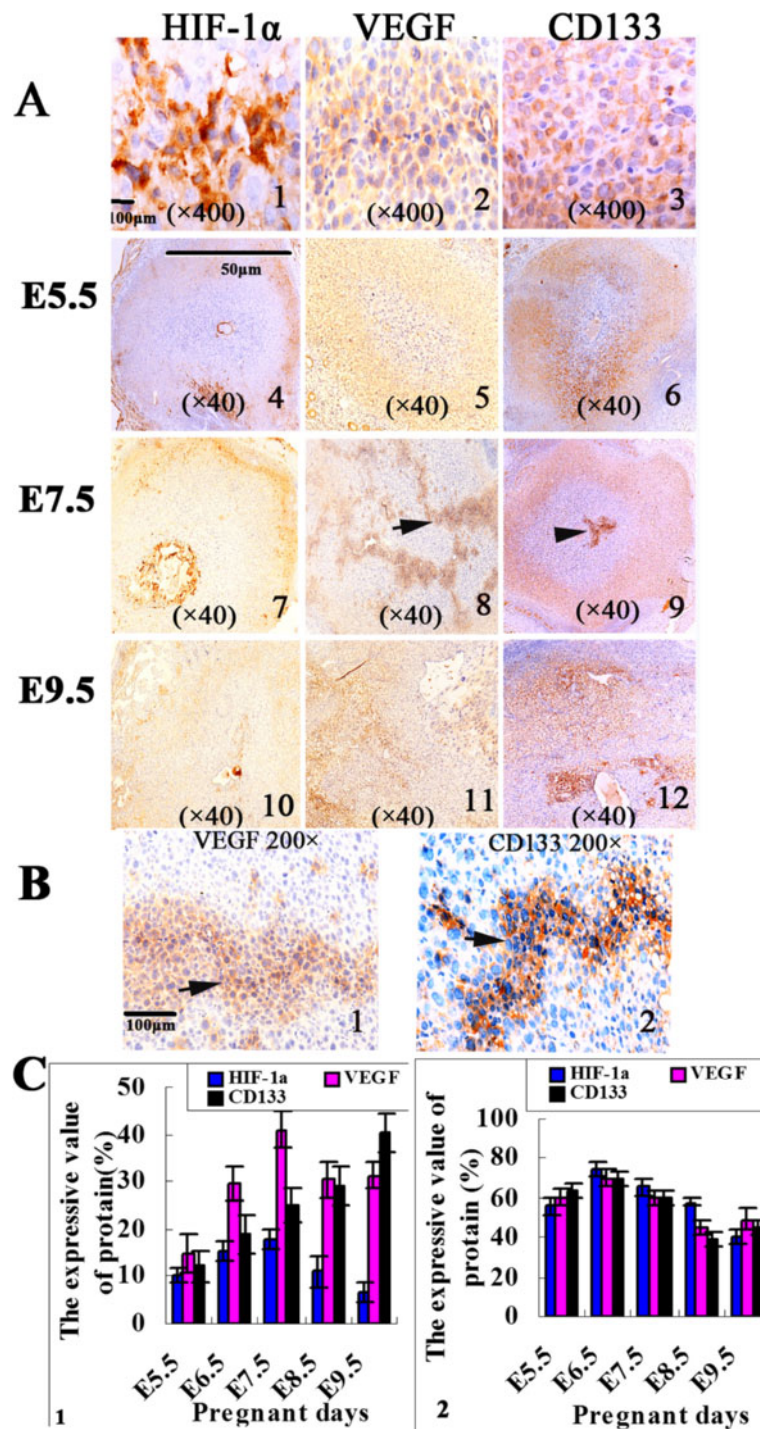 HIF-1α VEGF CD133
A
100μm
(×400) 1
(×400) 2
(×400) 3
E5.5
50μm
(×40) 4
(×40) 5
(×40) 6
E7.5
(×40) 7
(×40) 8
(×40) 9
E9.5
(×40) 10
(×40) 11
(×40) 12
B
VEGF 200×
100μm
1
CD133 200×
2
C
HIF-1a VEGF
CD133
The expressive value
of protain(%)
50
40
30
20
10
0
E5.5 E6.5 E7.5 E8.5 E9.5
Pregnant days
1
HIF-1a VEGF
CD133
The expressive value of
protain (%)
100
80
60
40
20
0
E5.5 E6.5 E7.5 E8.5 E9.5
Pregnant days
2